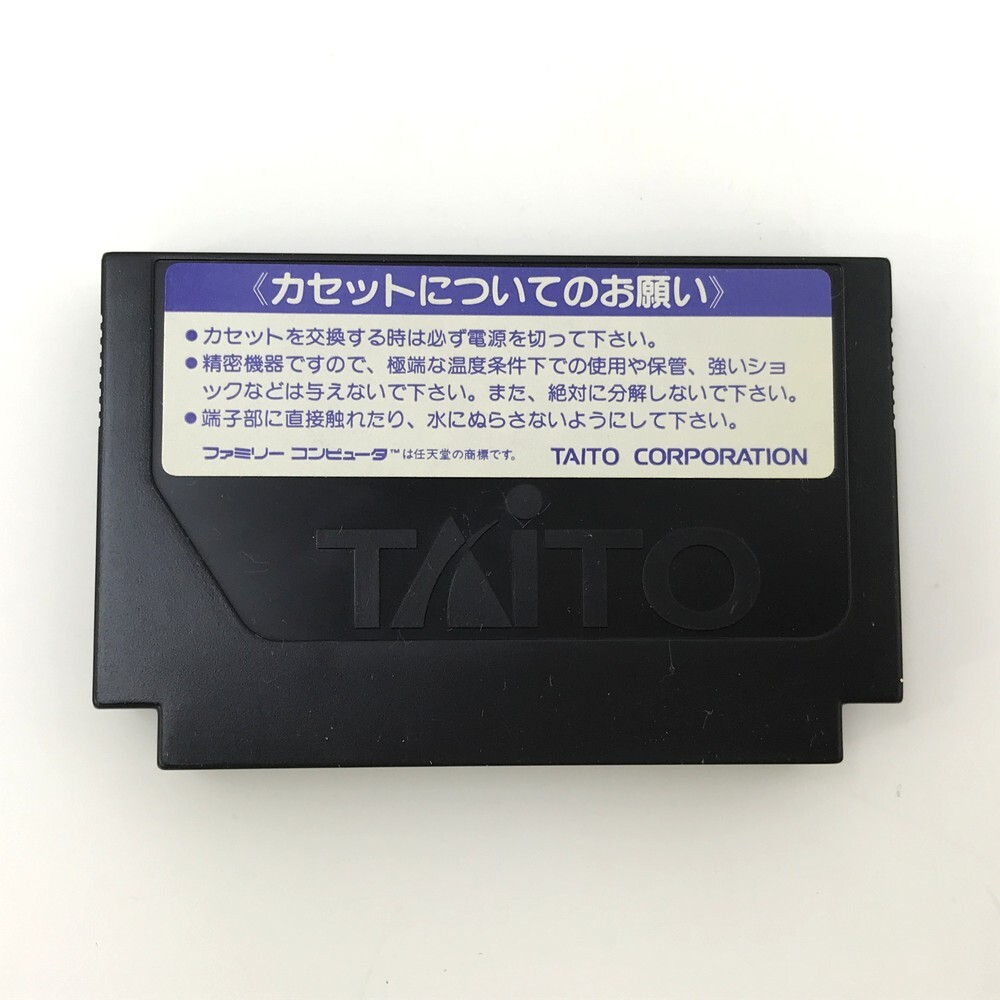 《カセットについてのお願い》
●カセットを交換する時は必ず電源を切って下さい。
●精密機器ですので、極端な温度条件下での使用や保管、強いショ
ックなどは与えないで下さい。また、絶対に分解しないで下さい。
●端子部に直接触れたり、水にぬらさないようにして下さい。
ファミリー コンピュータ™は任天堂の商標です。 TAITO CORPORATION
TAiTO